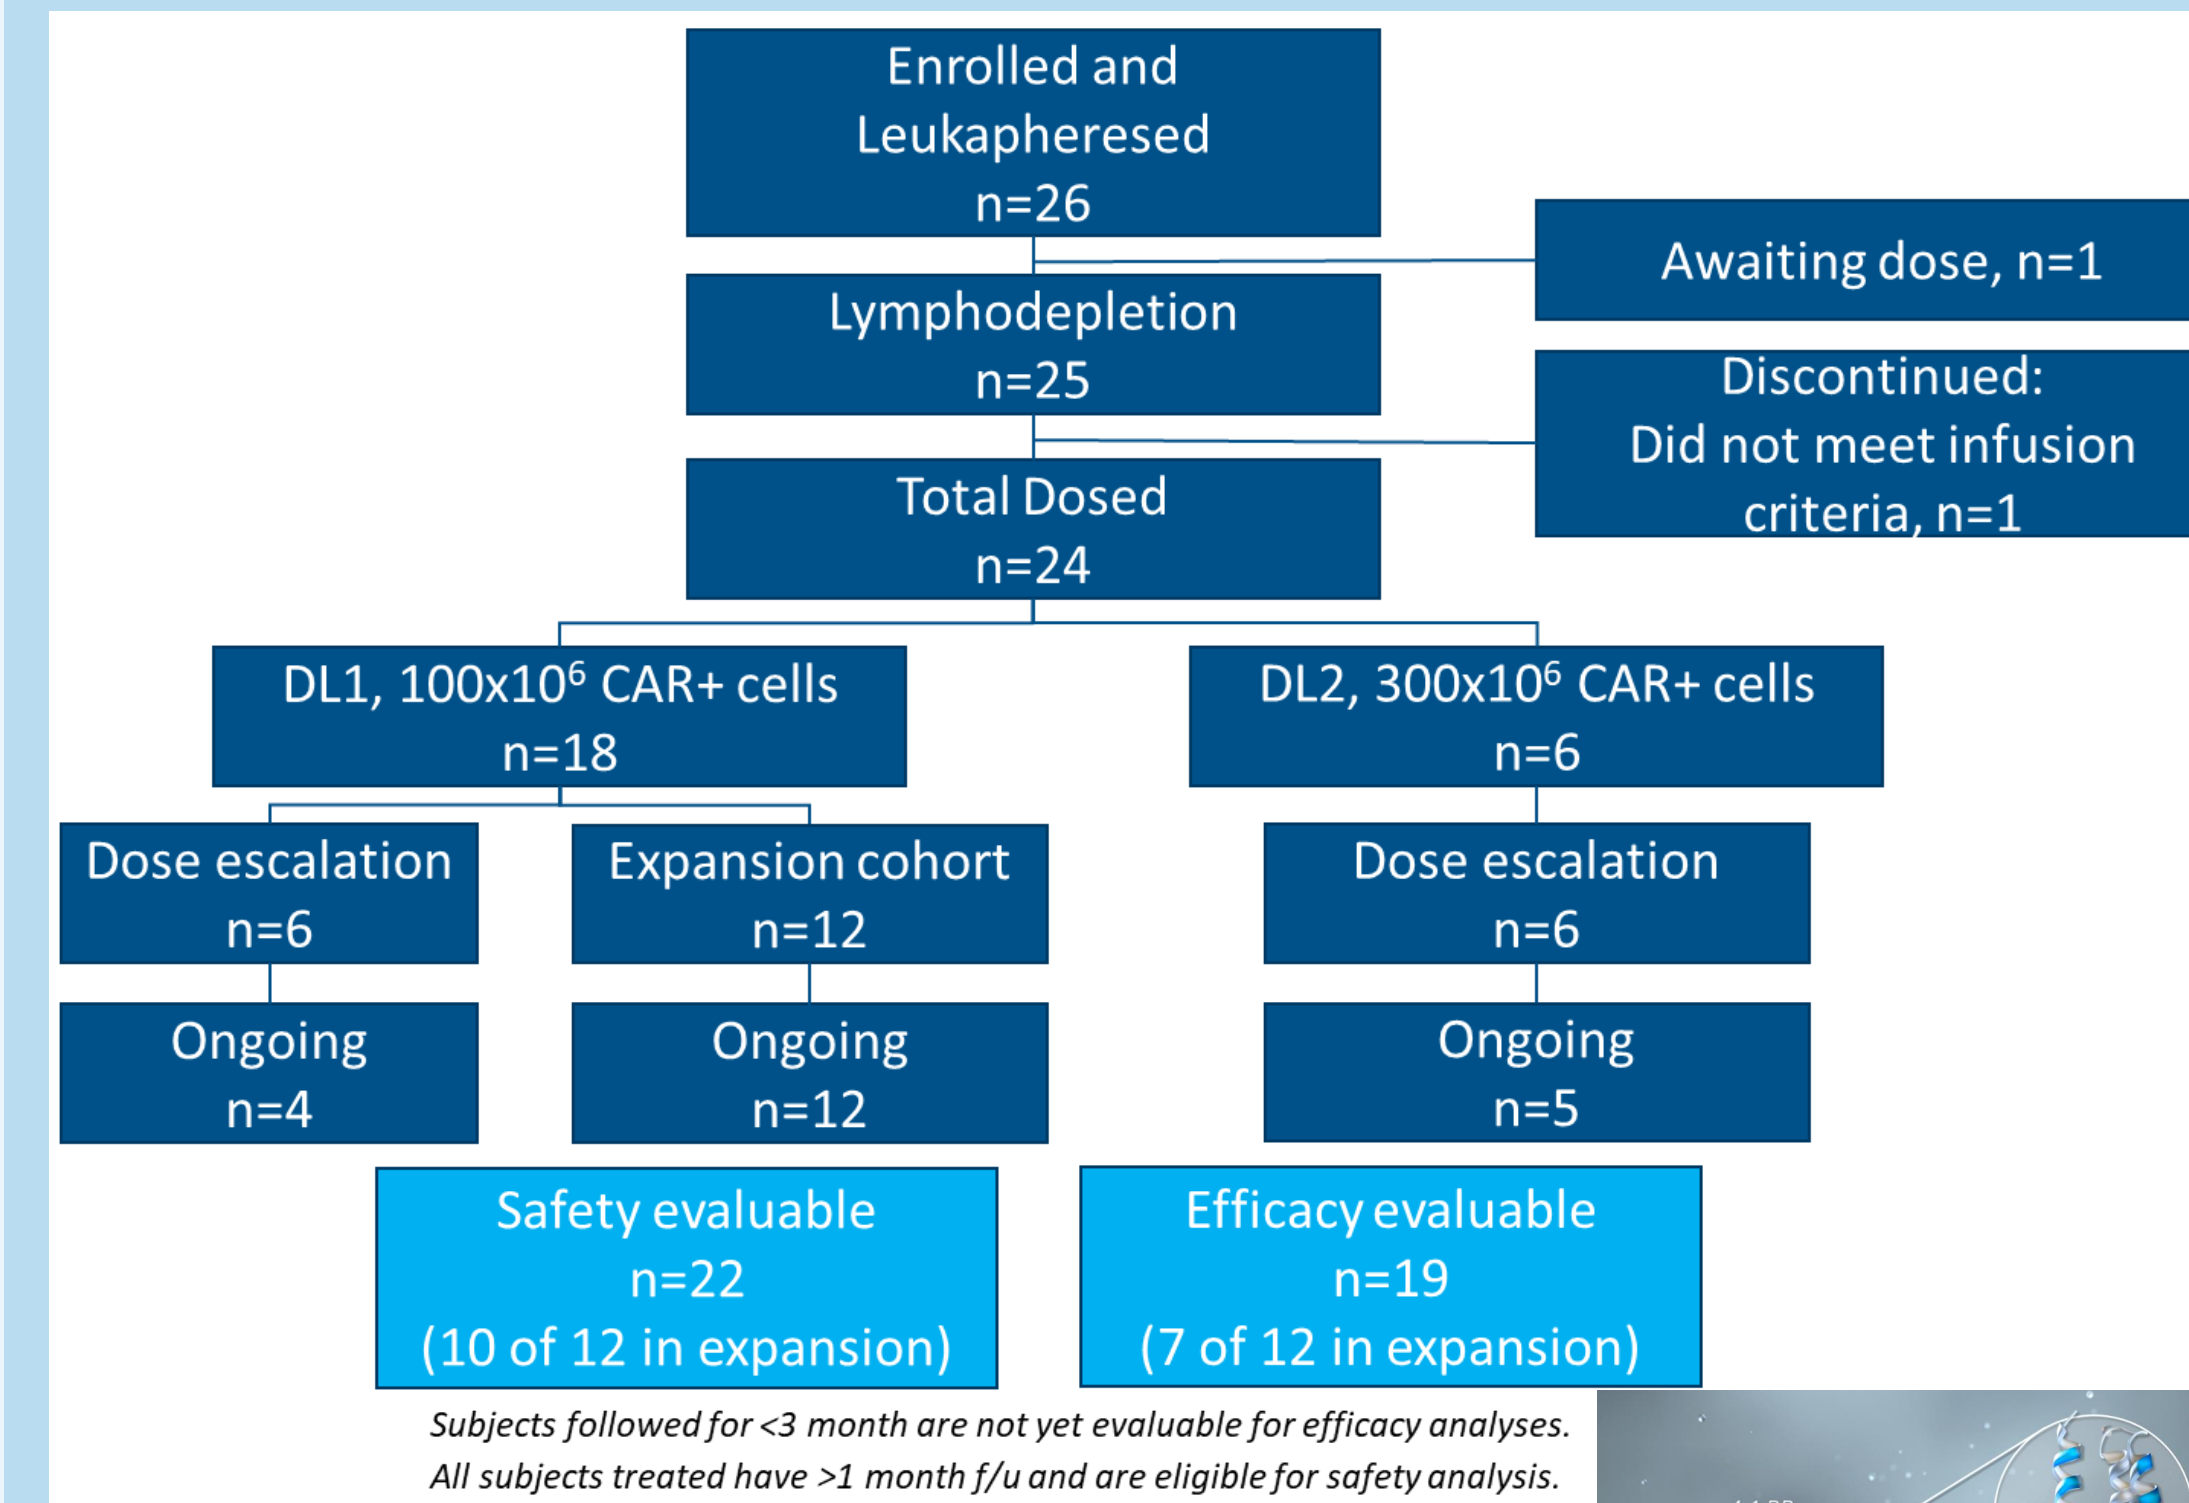 Enrolled and
Leukapheresed
n=26
Awaiting dose, n=1
Lymphodepletion
n=25
Discontinued:
Did not meet infusion
criteria, n=1
Total Dosed
n=24
DL1, 100x10⁶ CAR+ cells
n=18
DL2, 300x10⁶ CAR+ cells
n=6
Dose escalation
n=6
Expansion cohort
n=12
Dose escalation
n=6
Ongoing
n=4
Ongoing
n=12
Ongoing
n=5
Safety evaluable
n=22
(10 of 12 in expansion)
Efficacy evaluable
n=19
(7 of 12 in expansion)
Subjects followed for <3 month are not yet evaluable for efficacy analyses.
All subjects treated have >1 month f/u and are eligible for safety analysis.